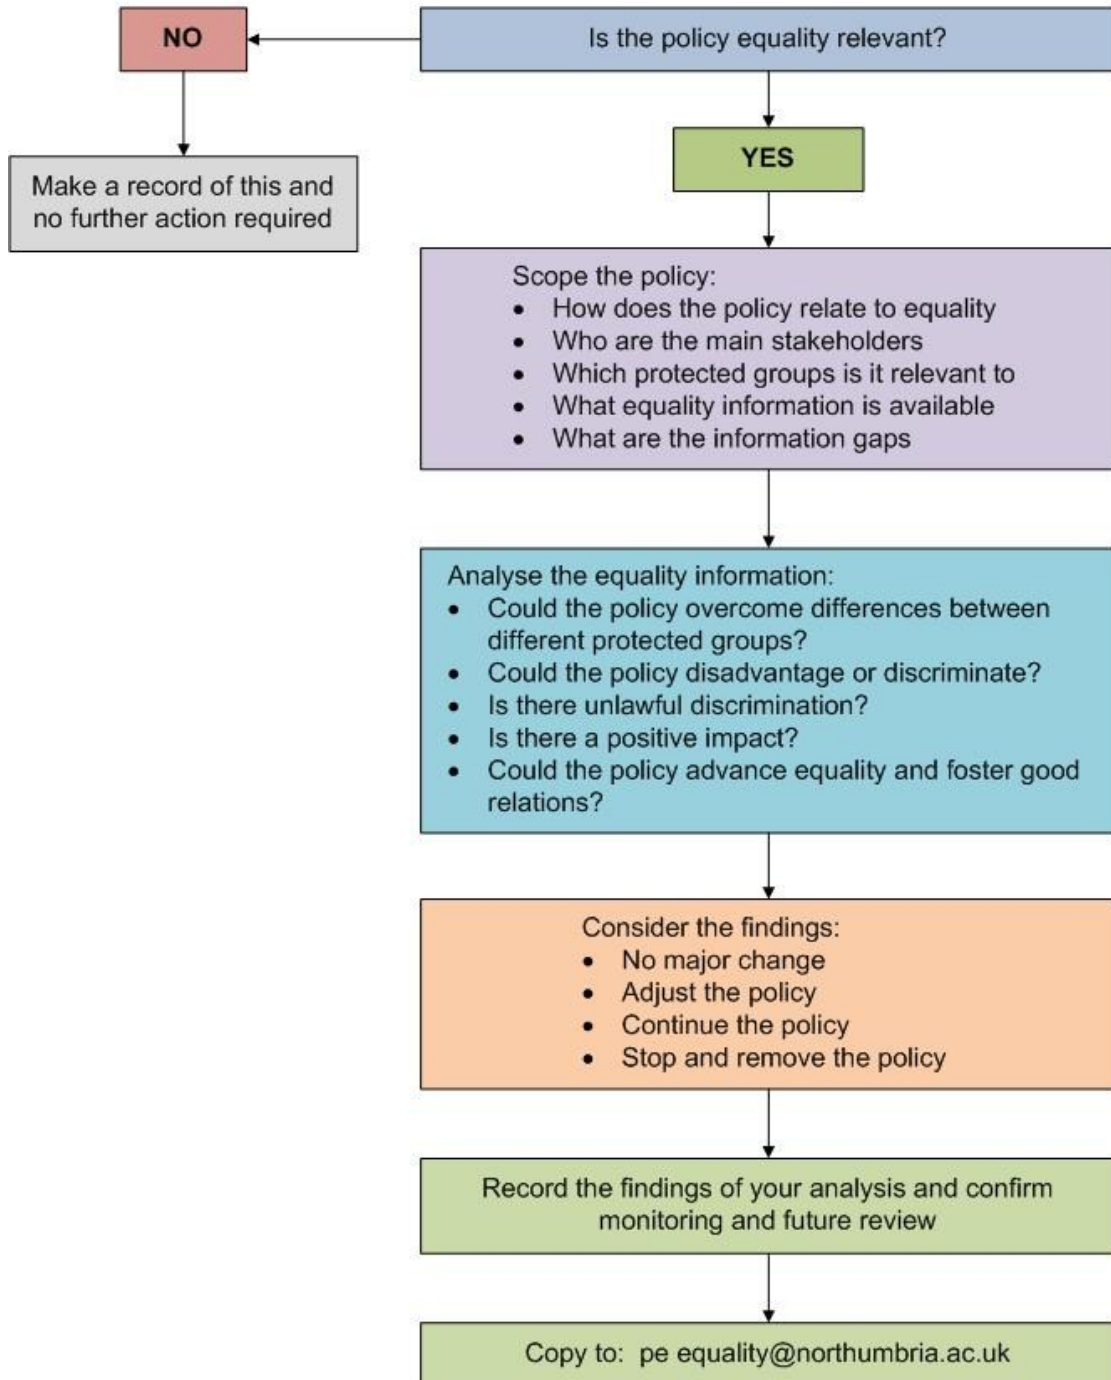 NO
Is the policy equality relevant?
YES
Make a record of this and
no further action required
Scope the policy:
• How does the policy relate to equality
• Who are the main stakeholders
• Which protected groups is it relevant to
• What equality information is available
• What are the information gaps
Analyse the equality information:
• Could the policy overcome differences between
different protected groups?
• Could the policy disadvantage or discriminate?
• Is there unlawful discrimination?
• Is there a positive impact?
• Could the policy advance equality and foster good
relations?
Consider the findings:
• No major change
• Adjust the policy
• Continue the policy
• Stop and remove the policy
Record the findings of your analysis and confirm
monitoring and future review
Copy to: pe equality@northumbria.ac.uk